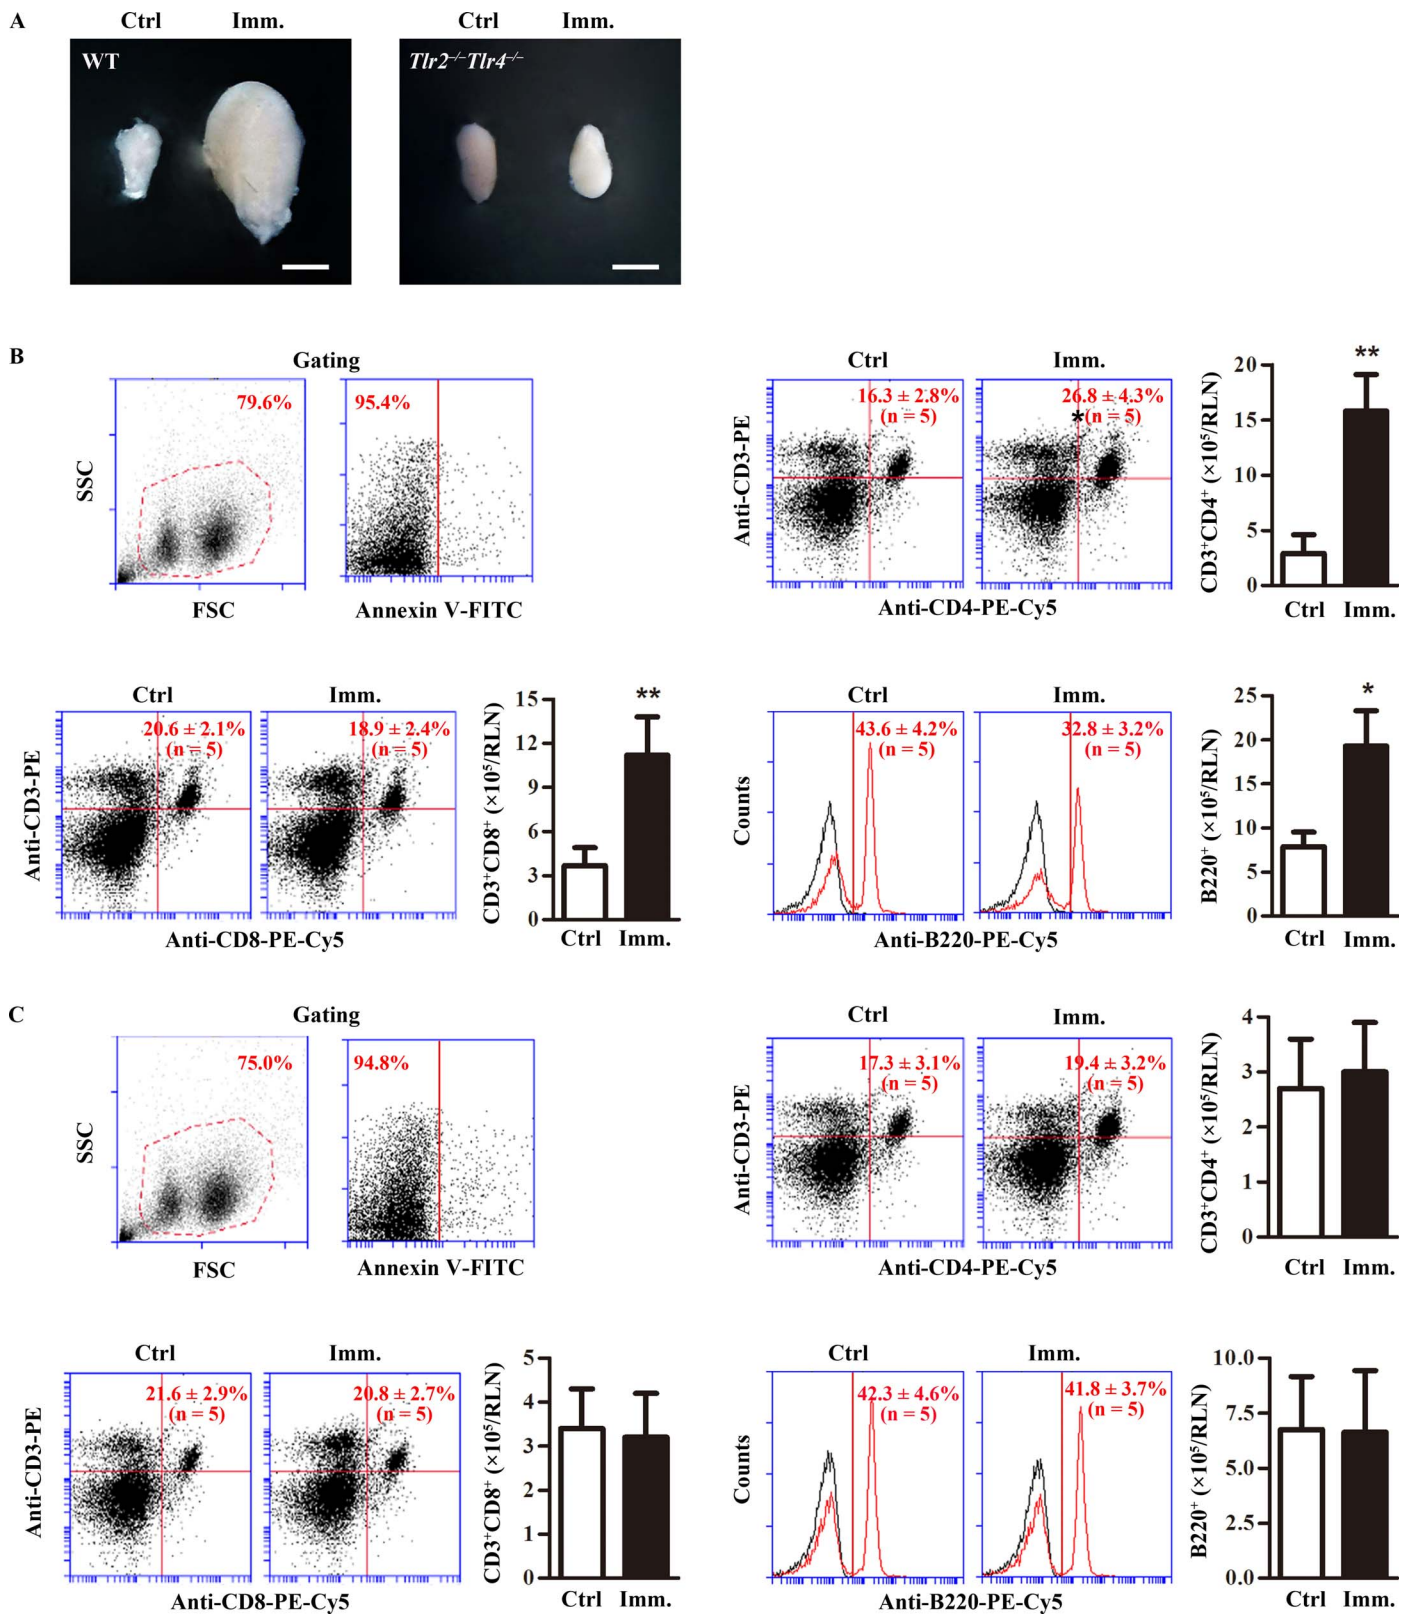 A
Ctrl Imm.
WT
Ctrl Imm.
Tlr2⁻/⁻Tlr4⁻/⁻
B
Gating
79.6%
SSC
FSC
95.4%
Annexin V-FITC
Ctrl
16.3 ± 2.8%
(n = 5)
Imm.
26.8 ± 4.3%
*(n = 5)
Anti-CD3-PE
Anti-CD4-PE-Cy5
**
CD3⁺CD4⁺ (×10⁵/RLN)
20
15
10
5
0
Ctrl Imm.
Ctrl
20.6 ± 2.1%
(n = 5)
Imm.
18.9 ± 2.4%
(n = 5)
Anti-CD3-PE
Anti-CD8-PE-Cy5
**
CD3⁺CD8⁺ (×10⁵/RLN)
15
12
9
6
3
0
Ctrl Imm.
Ctrl
43.6 ± 4.2%
(n = 5)
Imm.
32.8 ± 3.2%
(n = 5)
Counts
Anti-B220-PE-Cy5
*
B220⁺ (×10⁵/RLN)
25
20
15
10
5
0
Ctrl Imm.
C
Gating
75.0%
SSC
FSC
94.8%
Annexin V-FITC
Ctrl
17.3 ± 3.1%
(n = 5)
Imm.
19.4 ± 3.2%
(n = 5)
Anti-CD3-PE
Anti-CD4-PE-Cy5
CD3⁺CD4⁺ (×10⁵/RLN)
4
3
2
1
0
Ctrl Imm.
Ctrl
21.6 ± 2.9%
(n = 5)
Imm.
20.8 ± 2.7%
(n = 5)
Anti-CD3-PE
Anti-CD8-PE-Cy5
CD3⁺CD8⁺ (×10⁵/RLN)
5
4
3
2
1
0
Ctrl Imm.
Ctrl
42.3 ± 4.6%
(n = 5)
Imm.
41.8 ± 3.7%
(n = 5)
Counts
Anti-B220-PE-Cy5
B220⁺ (×10⁵/RLN)
10.0
7.5
5.0
2.5
0.0
Ctrl Imm.